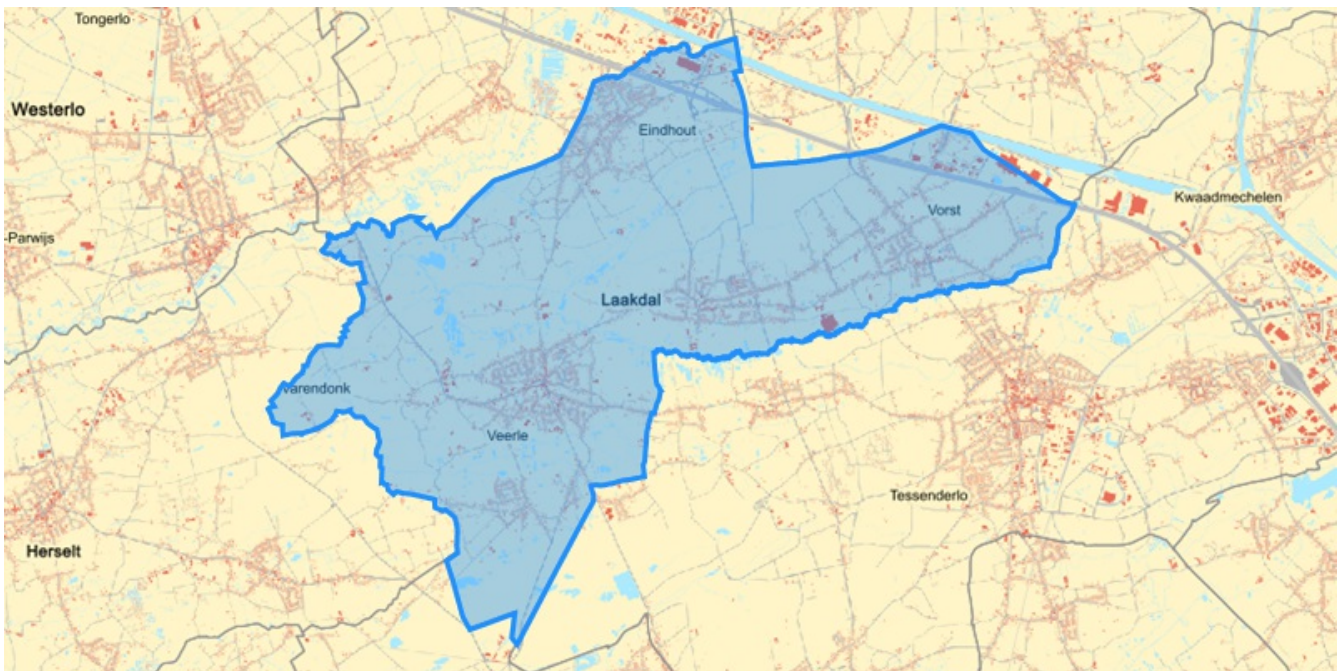 Tongerlo
Westerlo
Eindhout
Kwaadmechelen
Vorst
-Parwijs
Laakdal
Varendonk
Veerle
Tessenderlo
Herselt